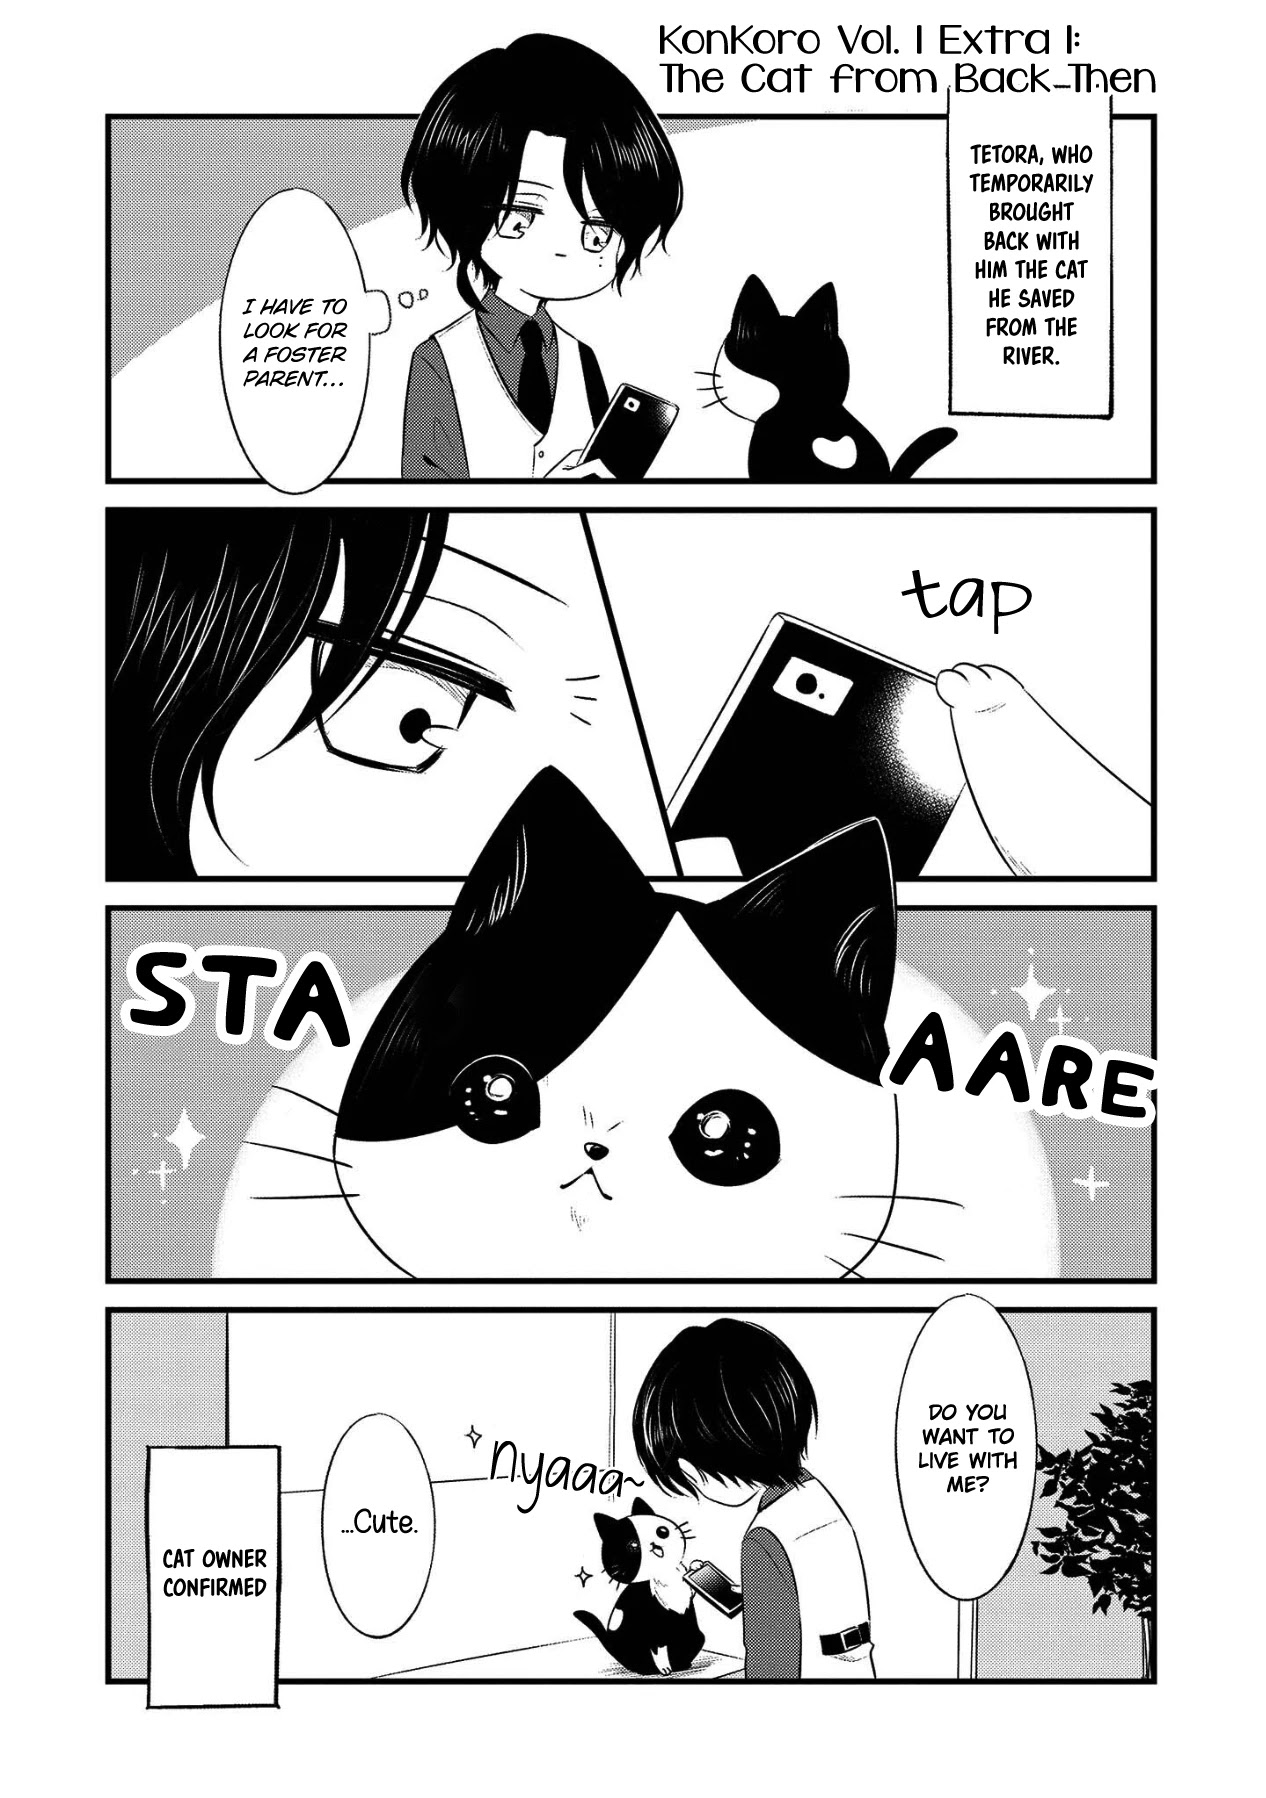 KonKoro Vol. 1 Extra 1:
The Cat from Back Then
TETORA, WHO
TEMPORARILY
BROUGHT
BACK WITH
HIM THE CAT
HE SAVED
FROM THE
RIVER.
I HAVE TO
LOOK FOR
A FOSTER
PARENT...
tap
STA
AARE
DO YOU
WANT TO
LIVE WITH
ME?
nyaaa~
...Cute.
CAT OWNER
CONFIRMED